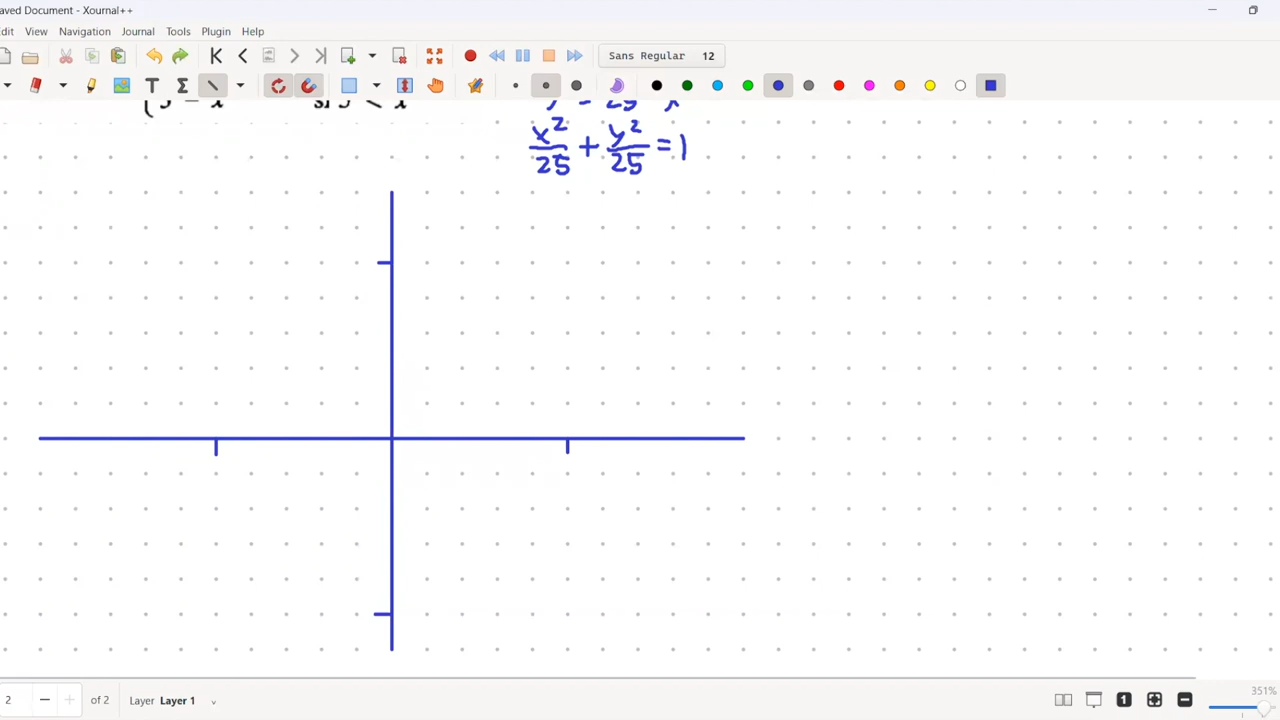 aved Document - Xournal++
dit View Navigation Journal Tools Plugin Help
Sans Regular 12
x²/25 + y²/25 = 1
2 of 2 Layer Layer 1 351%